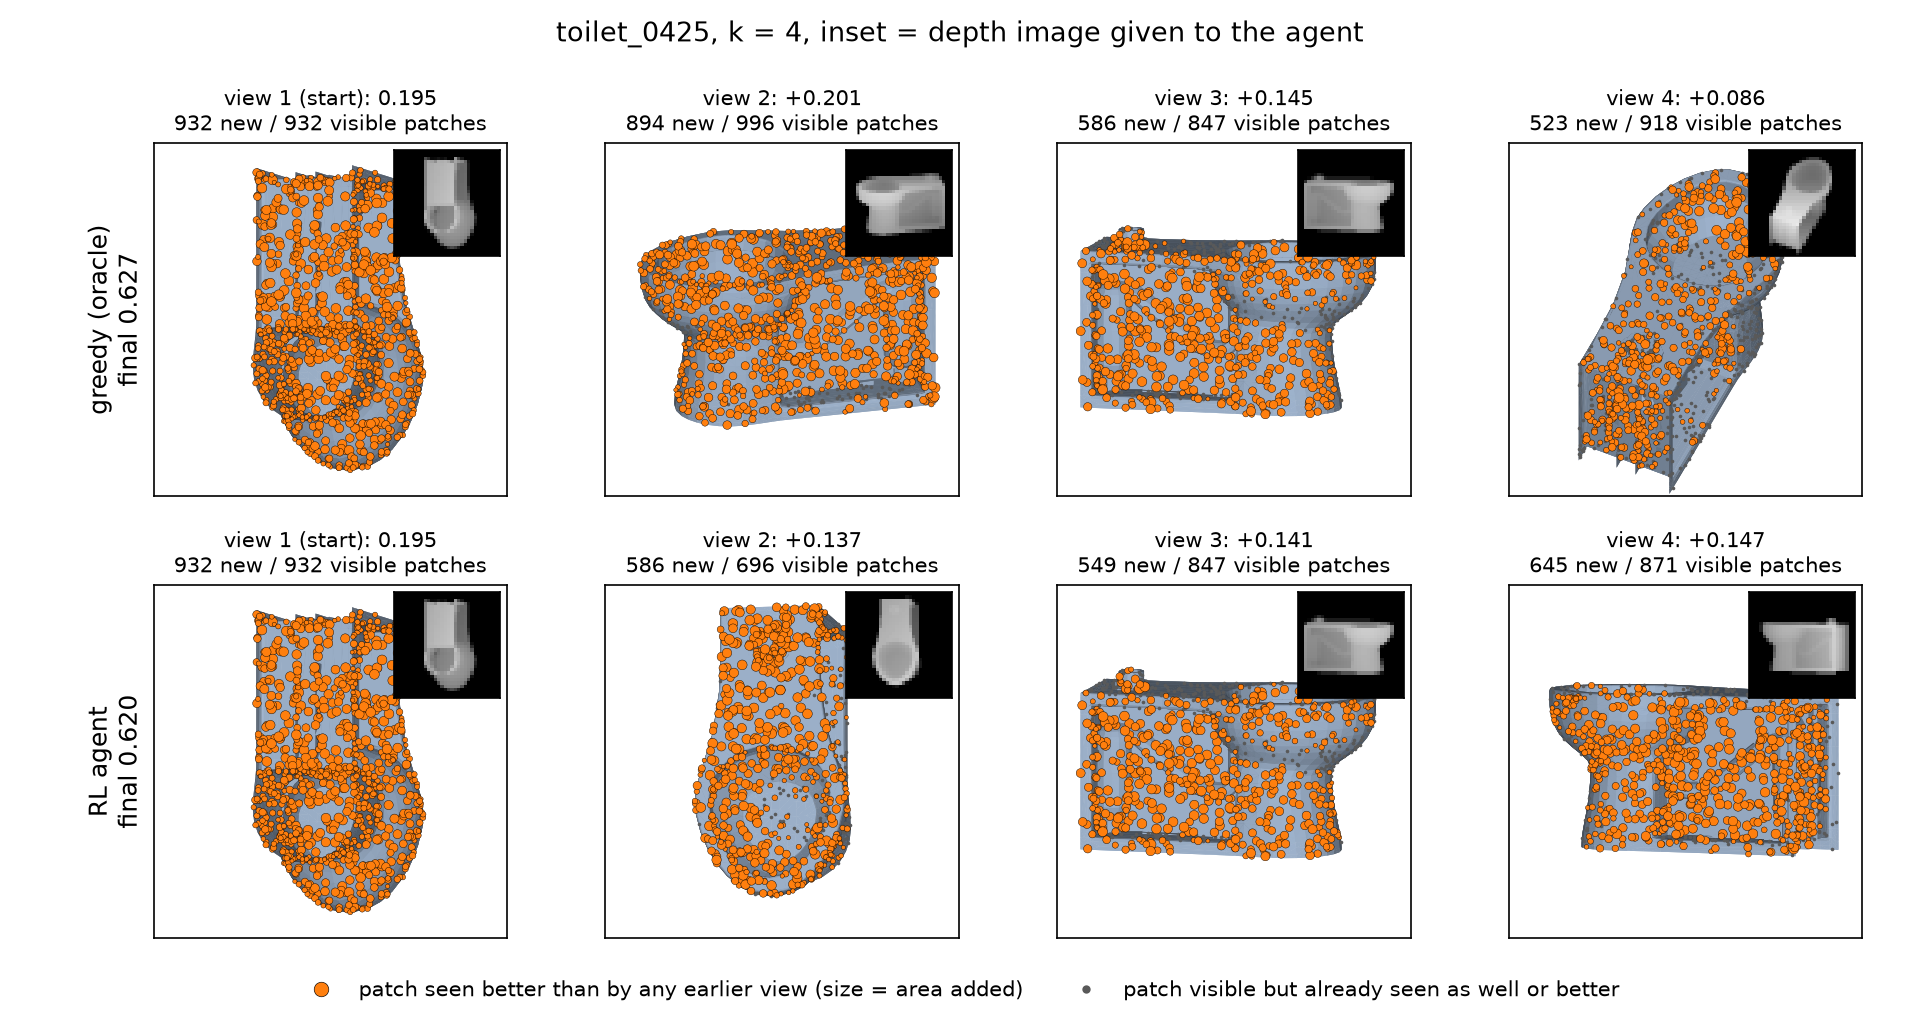 toilet_0425, k = 4, inset = depth image given to the agent
view 1 (start): 0.195
932 new / 932 visible patches
view 2: +0.201
894 new / 996 visible patches
view 3: +0.145
586 new / 847 visible patches
view 4: +0.086
523 new / 918 visible patches
greedy (oracle)
final 0.627
view 1 (start): 0.195
932 new / 932 visible patches
view 2: +0.137
586 new / 696 visible patches
view 3: +0.141
549 new / 847 visible patches
view 4: +0.147
645 new / 871 visible patches
RL agent
final 0.620
patch seen better than by any earlier view (size = area added)
patch visible but already seen as well or better